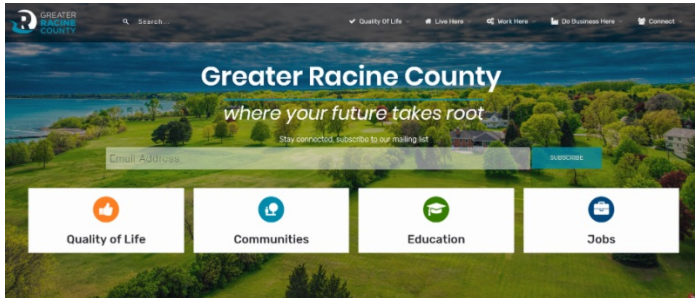 GREATER
RACINE
COUNTY
Search...
Quality Of Life
Live Here
Work Here
Do Business Here
Connect
Greater Racine County
where your future takes root
Stay connected, subscribe to our mailing list
Email Address
SUBSCRIBE
Quality of Life
Communities
Education
Jobs